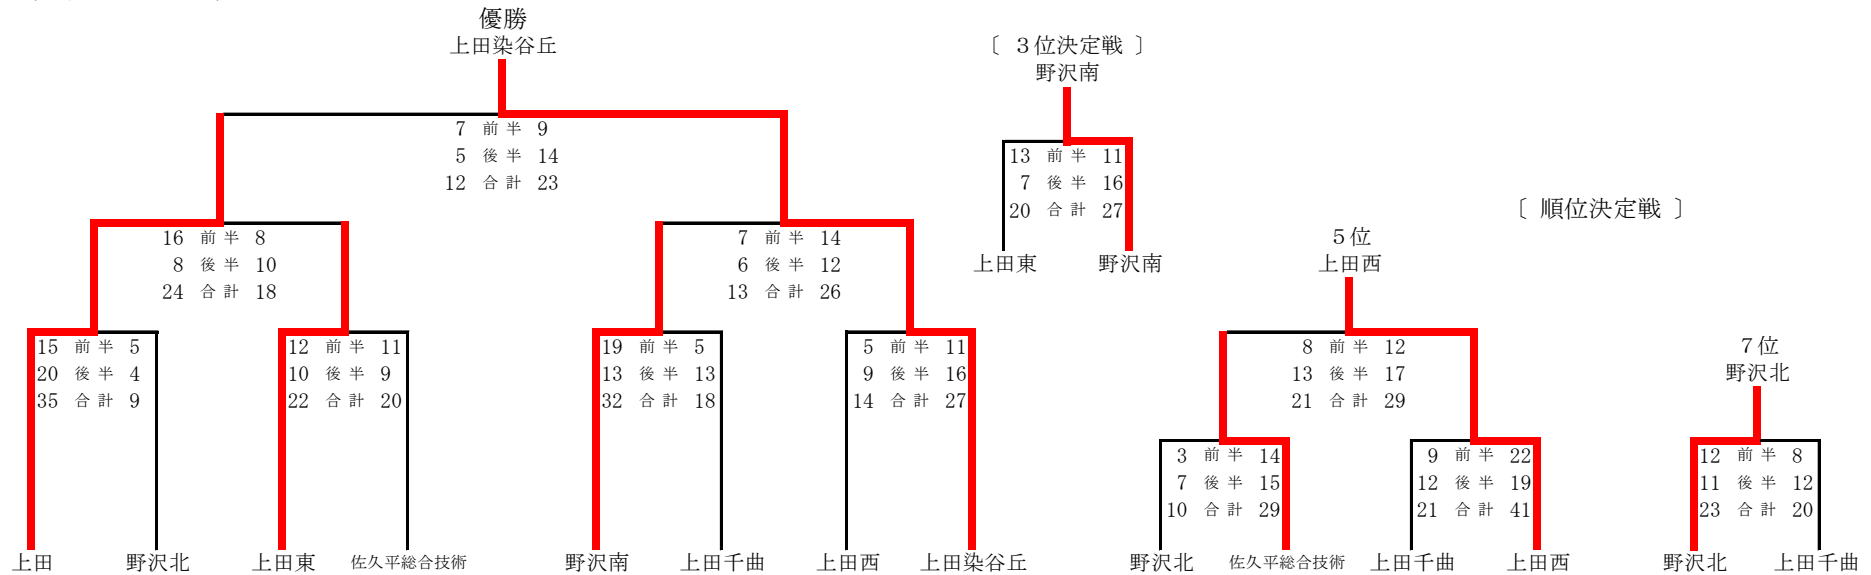 優勝
上田染谷丘
7 前半 9
5 後半 14
12 合計 23
16 前半 8
8 後半 10
24 合計 18
7 前半 14
6 後半 12
13 合計 26
15 前半 5
20 後半 4
35 合計 9
12 前半 11
10 後半 9
22 合計 20
19 前半 5
13 後半 13
32 合計 18
5 前半 11
9 後半 16
14 合計 27
上田 野沢北 上田東 佐久平総合技術 野沢南 上田千曲 上田西 上田染谷丘
〔 3位決定戦 〕
野沢南
13 前半 11
7 後半 16
20 合計 27
上田東 野沢南
〔 順位決定戦 〕
5位
上田西
8 前半 12
13 後半 17
21 合計 29
3 前半 14
7 後半 15
10 合計 29
9 前半 22
12 後半 19
21 合計 41
野沢北 佐久平総合技術 上田千曲 上田西
7位
野沢北
12 前半 8
11 後半 12
23 合計 20
野沢北 上田千曲